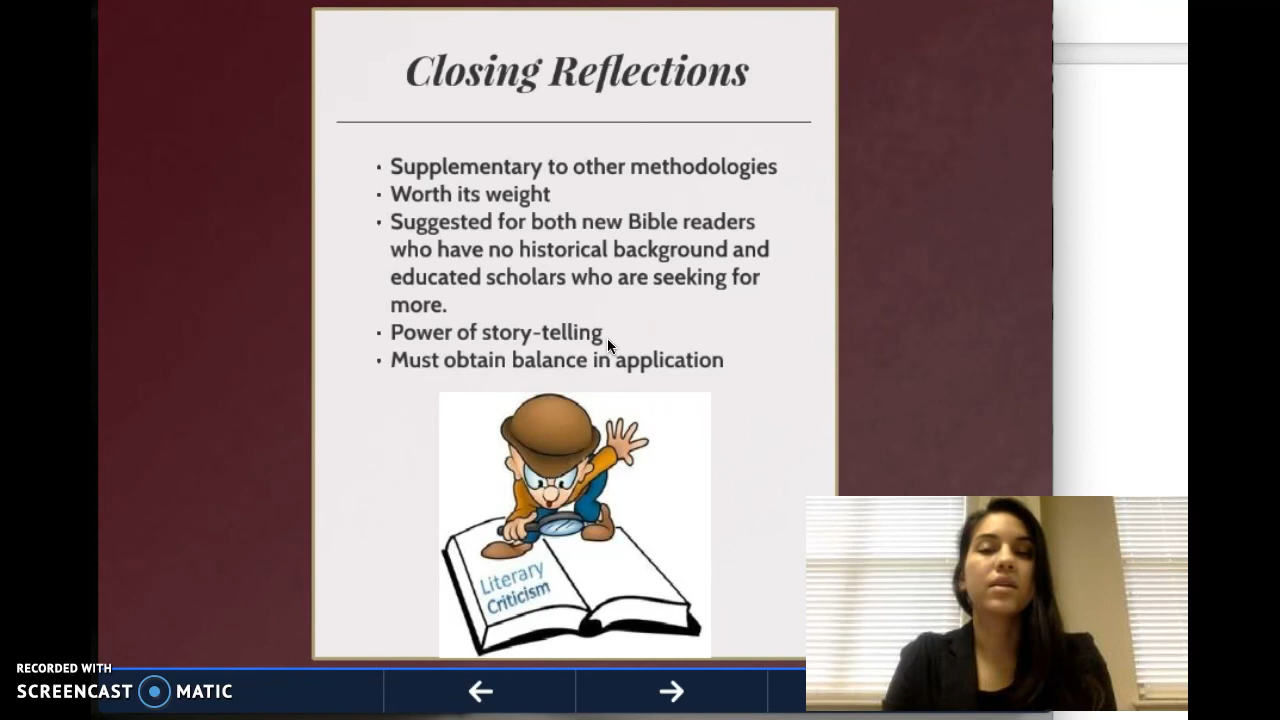 Closing Reflections
· Supplementary to other methodologies
· Worth its weight
· Suggested for both new Bible readers
who have no historical background and
educated scholars who are seeking for
more.
· Power of story-telling
· Must obtain balance in application
Literary
Criticism
RECORDED WITH
SCREENCAST MATIC